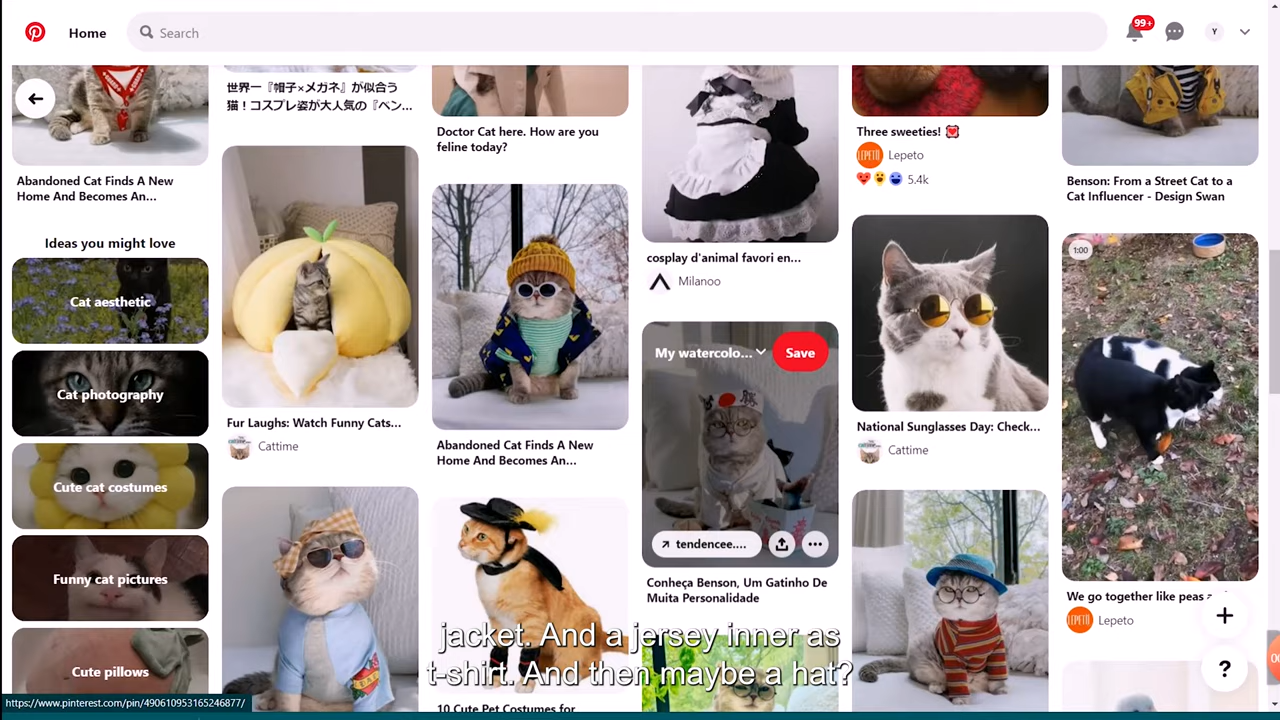 Home
Search
99+
Y
Abandoned Cat Finds A New
Home And Becomes An...
Ideas you might love
Cat aesthetic
Cat photography
Cute cat costumes
Funny cat pictures
Cute pillows
世界一『帽子×メガネ』が似合う
猫！コスプレ姿が大人気の『ベン...
Fur Laughs: Watch Funny Cats...
Cattime
Doctor Cat here. How are you
feline today?
Abandoned Cat Finds A New
Home And Becomes An...
10 Cute Pet Costumes for
cosplay d'animal favori en...
Milanoo
My watercolo...
Save
tendencee....
Conheça Benson, Um Gatinho De
Muita Personalidade
Three sweeties!
LEPETO
Lepeto
5.4k
National Sunglasses Day: Check...
Cattime
Benson: From a Street Cat to a
Cat Influencer - Design Swan
1:00
We go together like peas
LEPETO
Lepeto
?
jacket. And a jersey inner as
t-shirt. And then maybe a hat?
https://www.pinterest.com/pin/490610953165246877/